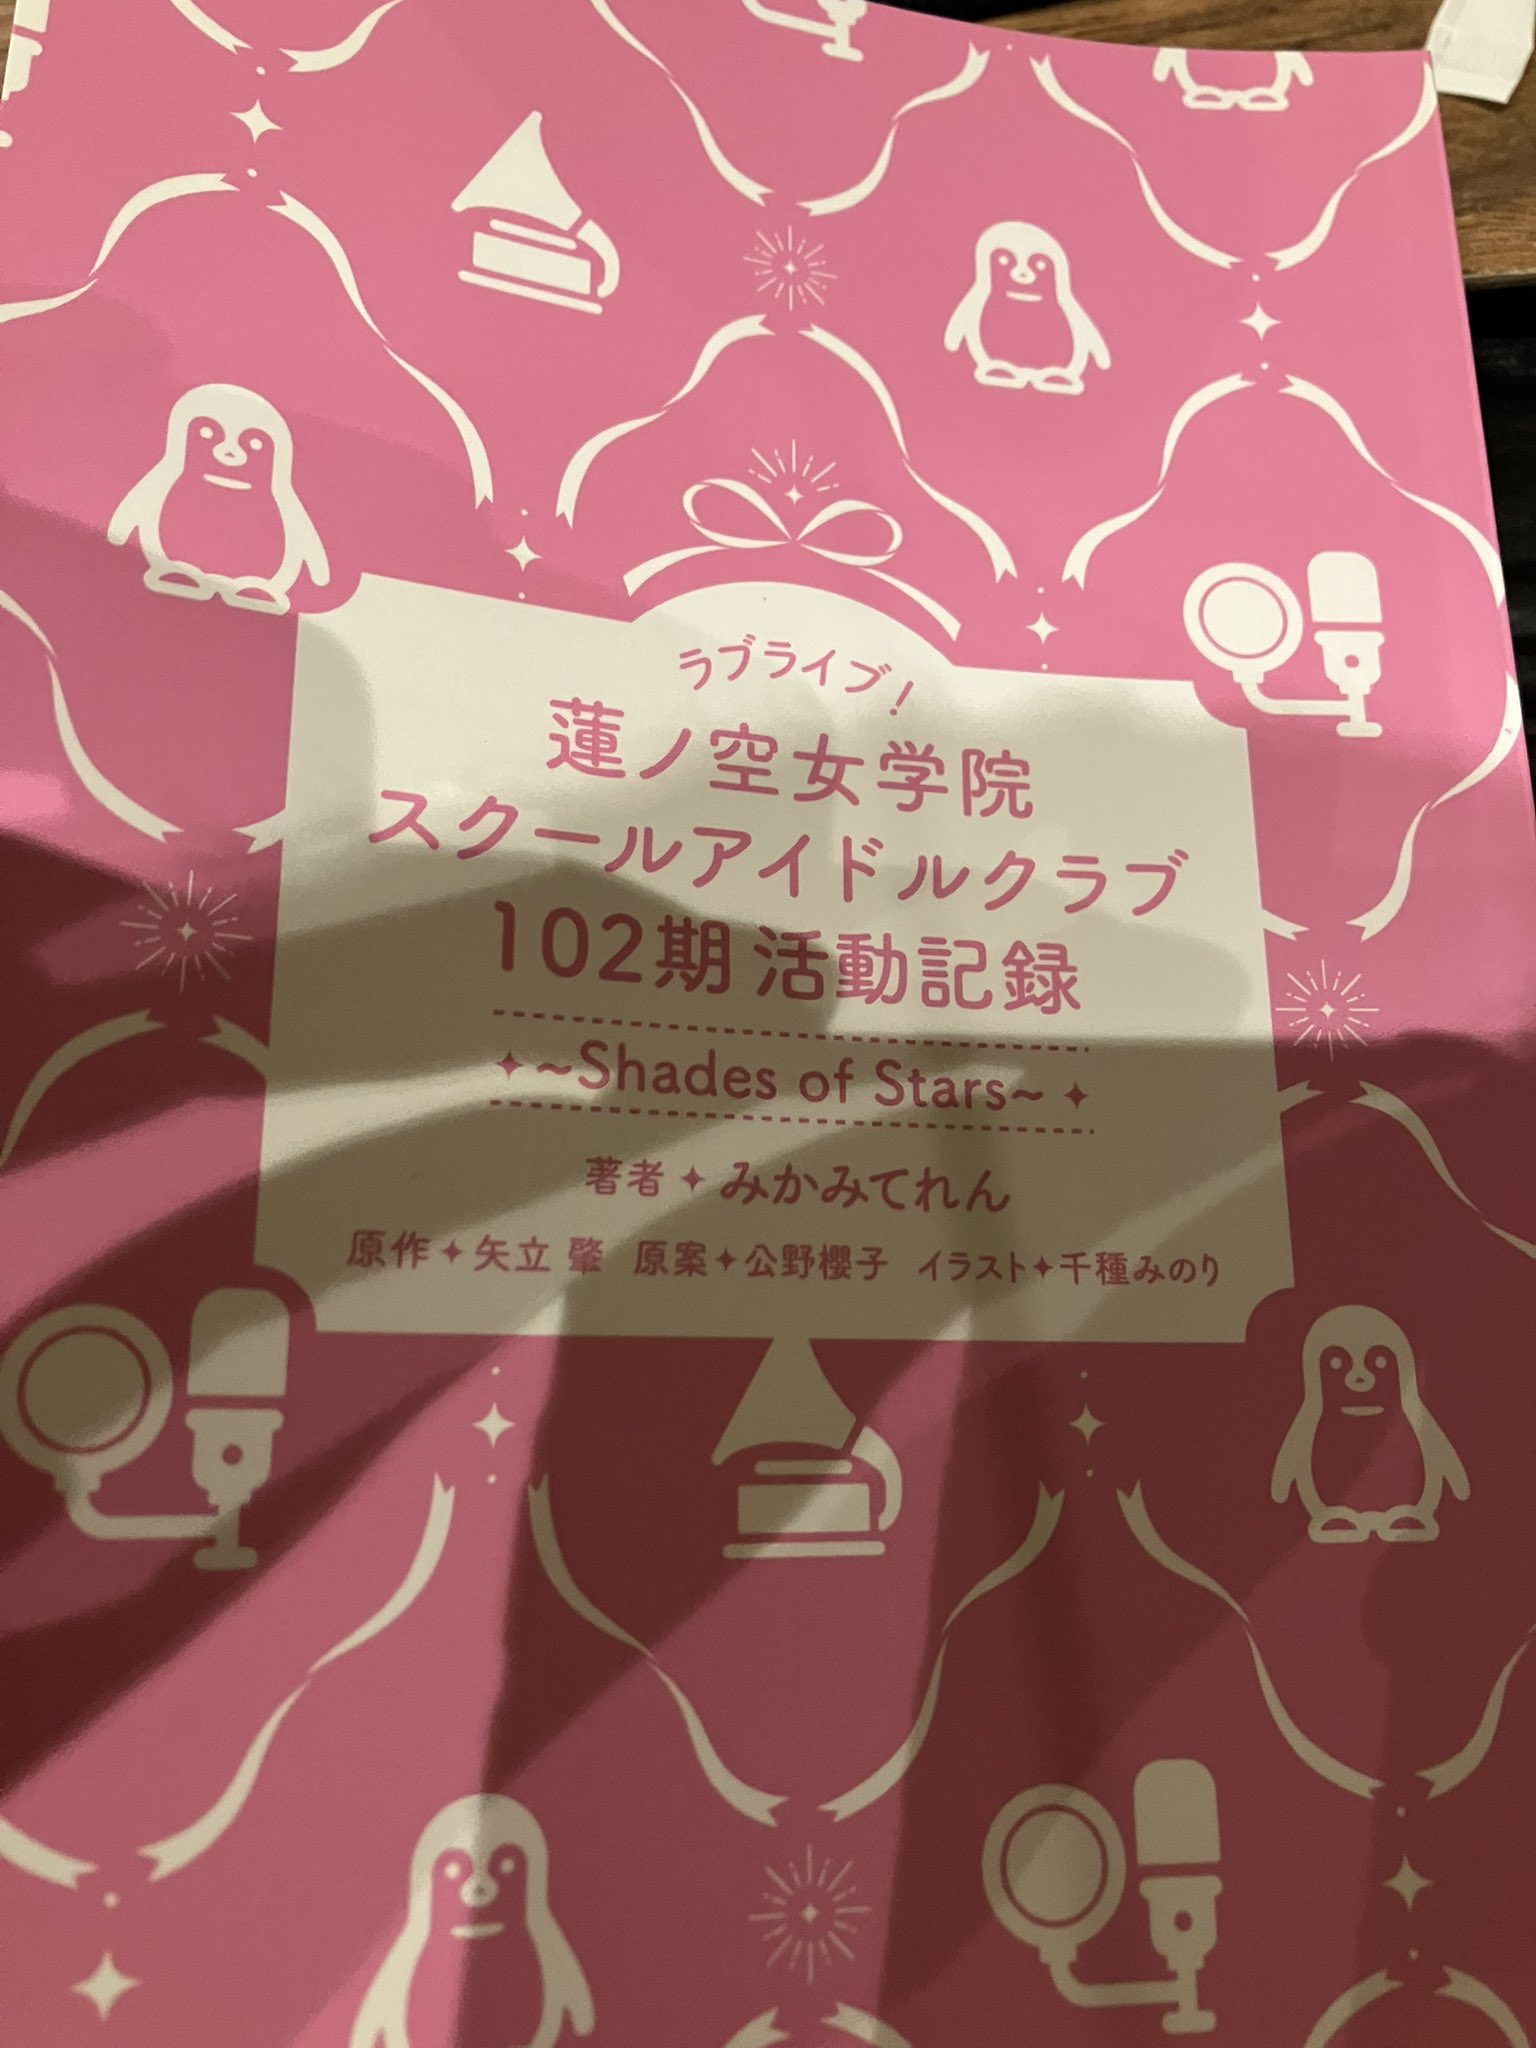 ラブライブ!
蓮ノ空女学院
スクールアイドルクラブ
102期 活動記録
~Shades of Stars~
著者✦みかみてれん
原作✦矢立 肇 原案✦公野櫻子 イラスト✦千種みのり